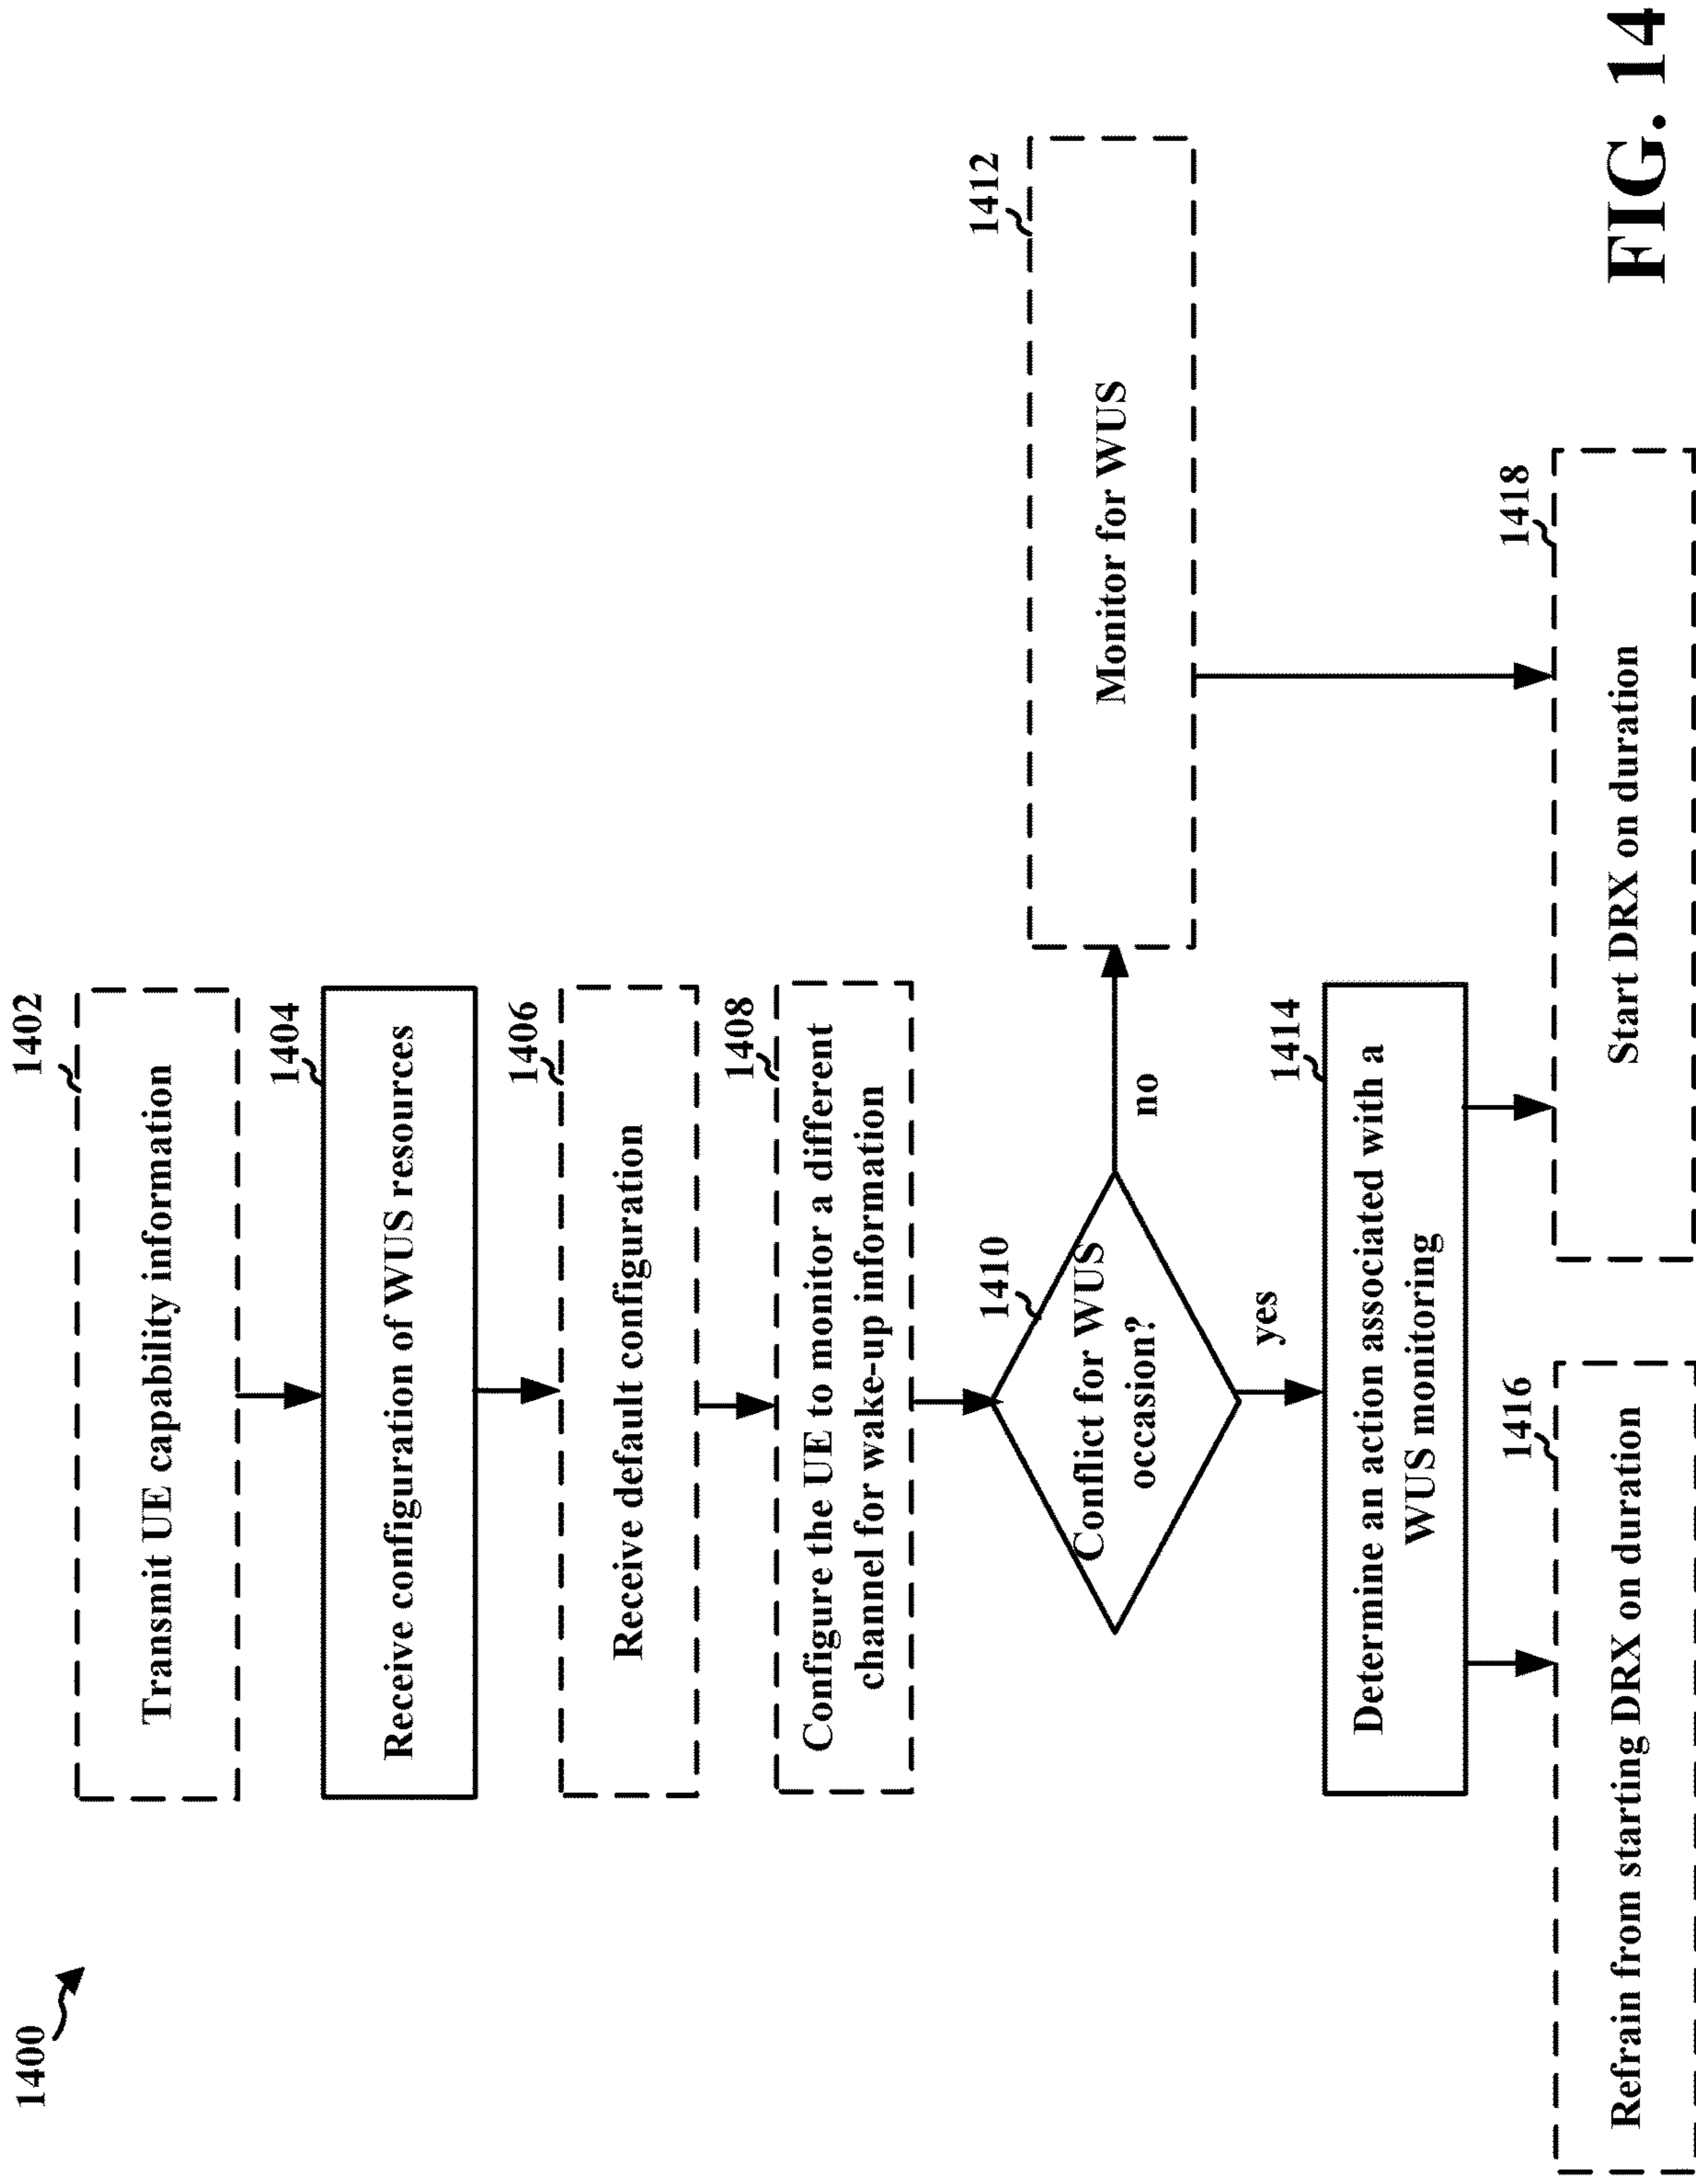 1400
1402
Transmit UE capability information
1404
Receive configuration of WUS resources
1406
Receive default configuration
1408
Configure the UE to monitor a different
channel for wake-up information
1410
Conflict for WUS
occasion?
no
1412
Monitor for WUS
yes
1414
Determine an action associated with a
WUS monitoring
1416
Refrain from starting DRX on duration
1418
Start DRX on duration
FIG. 14